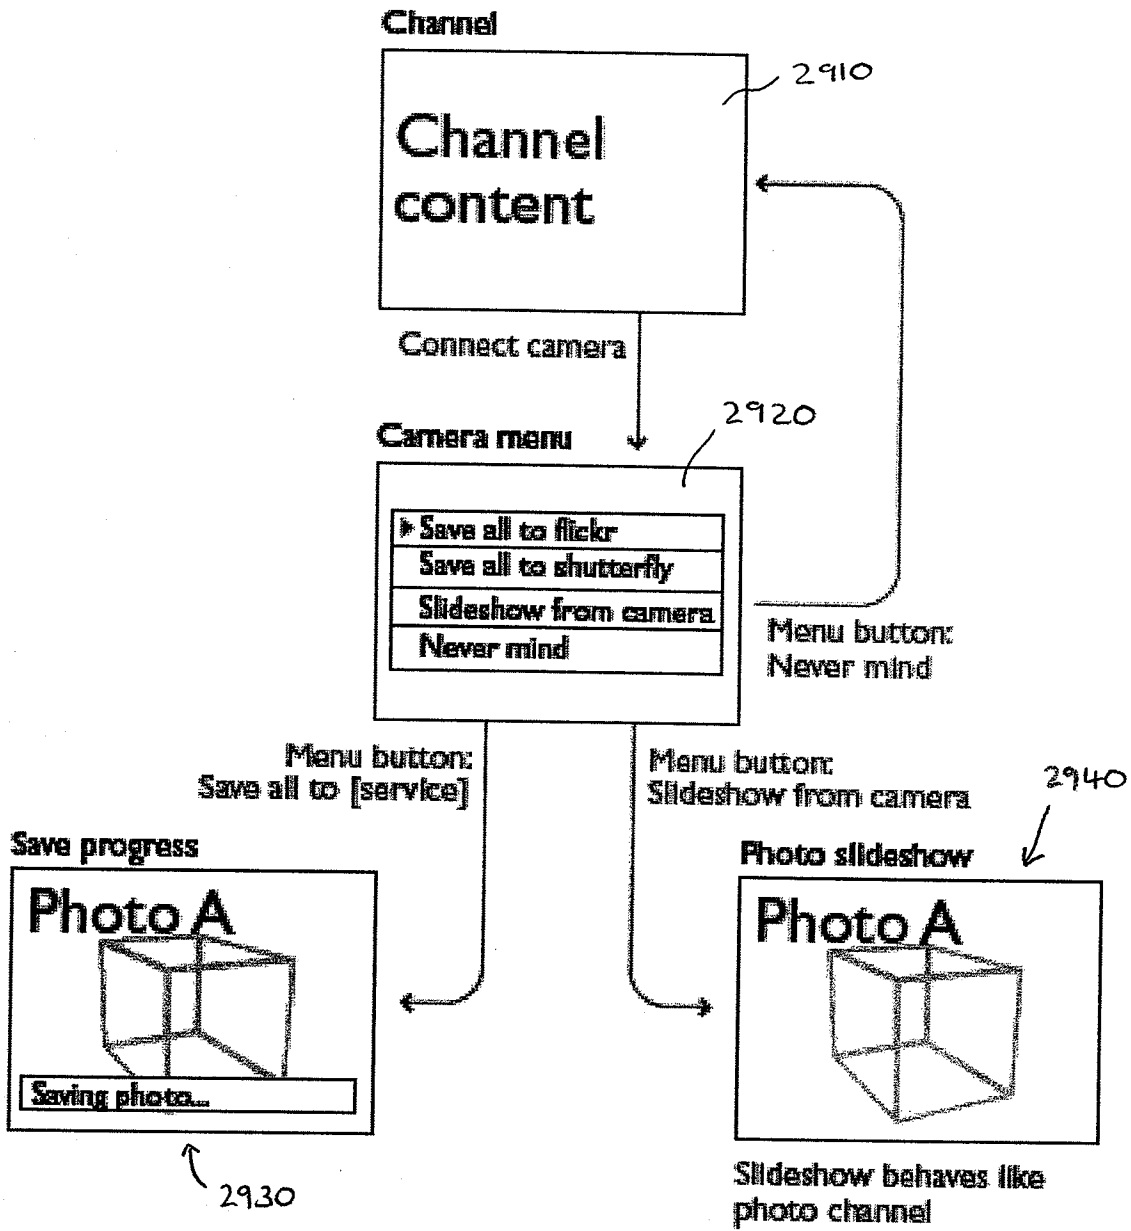 Channel
2910
Channel
content
Connect camera
2920
Camera menu
Save all to flickr
Save all to shutterfly
Slideshow from camera
Never mind
Menu button:
Never mind
Menu button:
Save all to [service]
Menu button:
Slideshow from camera
2940
Save progress
Photo A
Saving photo...
2930
Photo slideshow
Photo A
Slideshow behaves like
photo channel